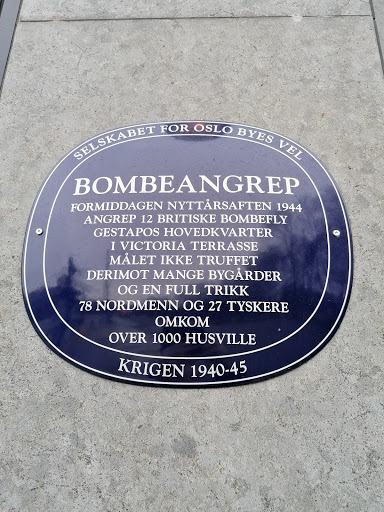 SELSKABET FOR OSLO BYES VEL
BOMBEANGREP
FORMIDDAGEN NYTTÅRSAFTEN 1944
ANGREP 12 BRITISKE BOMBEFLY
GESTAPOS HOVEDKVARTER
I VICTORIA TERRASSE
MÅLET IKKE TRUFFET
DERIMOT MANGE BYGÅRDER
OG EN FULL TRIKK
78 NORDMENN OG 27 TYSKERE
OMKOM
OVER 1000 HUSVILLE
KRIGEN 1940-45